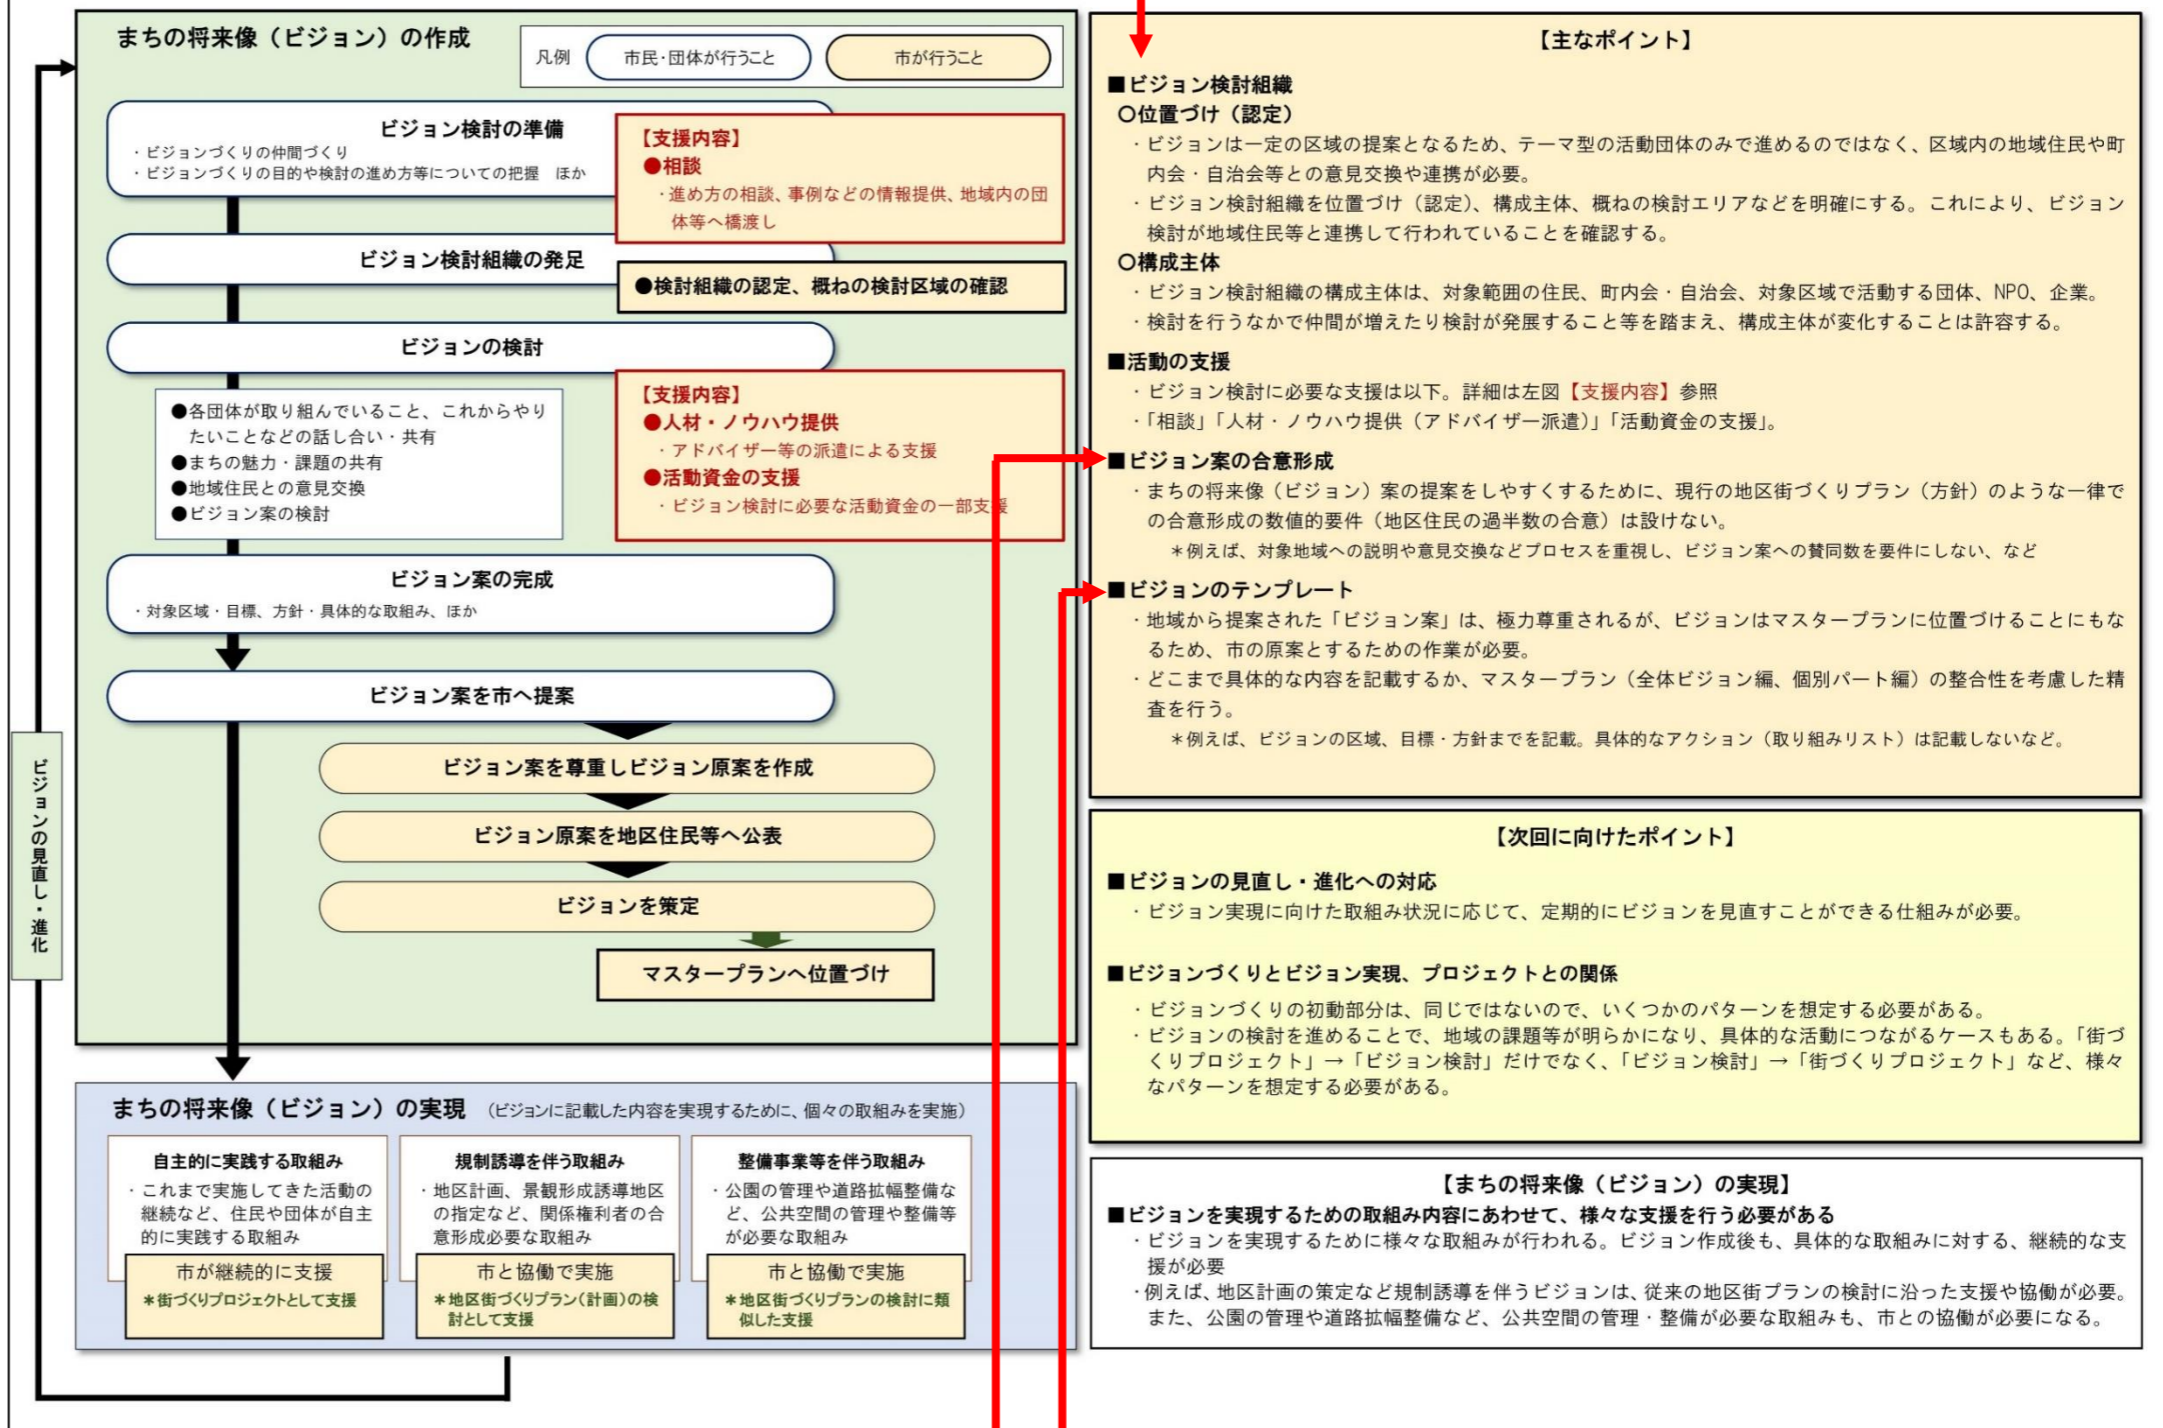 まちの将来像（ビジョン）の作成
凡例
市民・団体が行うこと
市が行うこと
ビジョン検討の準備
・ビジョンづくりの仲間づくり
・ビジョンづくりの目的や検討の進め方等についての把握　ほか
【支援内容】
●相談
・進め方の相談、事例などの情報提供、地域内の団
体等へ橋渡し
ビジョン検討組織の発足
●検討組織の認定、概ねの検討区域の確認
ビジョンの検討
●各団体が取り組んでいること、これからやり
たいことなどの話し合い・共有
●まちの魅力・課題の共有
●地域住民との意見交換
●ビジョン案の検討
【支援内容】
●人材・ノウハウ提供
・アドバイザー等の派遣による支援
●活動資金の支援
・ビジョン検討に必要な活動資金の一部支援
ビジョン案の完成
・対象区域・目標、方針・具体的な取組み、ほか
ビジョン案を市へ提案
ビジョン案を尊重しビジョン原案を作成
ビジョン原案を地区住民等へ公表
ビジョンを策定
マスタープランへ位置づけ
ビジョンの見直し・進化
まちの将来像（ビジョン）の実現　（ビジョンに記載した内容を実現するために、個々の取組みを実施）
自主的に実践する取組み
・これまで実施してきた活動の
継続など、住民や団体が自主
的に実践する取組み
市が継続的に支援
＊街づくりプロジェクトとして支援
規制誘導を伴う取組み
・地区計画、景観形成誘導地区
の指定など、関係権利者の合
意形成必要な取組み
市と協働で実施
＊地区街づくりプラン（計画）の検
討として支援
整備事業等を伴う取組み
・公園の管理や道路拡幅整備な
ど、公共空間の管理や整備等
が必要な取組み
市と協働で実施
＊地区街づくりプランの検討に類
似した支援
【主なポイント】
■ビジョン検討組織
〇位置づけ（認定）
・ビジョンは一定の区域の提案となるため、テーマ型の活動団体のみで進めるのではなく、区域内の地域住民や町
内会・自治会等との意見交換や連携が必要。
・ビジョン検討組織を位置づけ（認定）、構成主体、概ねの検討エリアなどを明確にする。これにより、ビジョン
検討が地域住民等と連携して行われていることを確認する。
〇構成主体
・ビジョン検討組織の構成主体は、対象範囲の住民、町内会・自治会、対象区域で活動する団体、NPO、企業。
・検討を行うなかで仲間が増えたり検討が発展すること等を踏まえ、構成主体が変化することは許容する。
■活動の支援
・ビジョン検討に必要な支援は以下。詳細は左図【支援内容】参照
・「相談」「人材・ノウハウ提供（アドバイザー派遣）」「活動資金の支援」。
■ビジョン案の合意形成
・まちの将来像（ビジョン）案の提案をしやすくするために、現行の地区街づくりプラン（方針）のような一律で
の合意形成の数値的要件（地区住民の過半数の合意）は設けない。
＊例えば、対象地域への説明や意見交換などプロセスを重視し、ビジョン案への賛同数を要件にしない、など
■ビジョンのテンプレート
・地域から提案された「ビジョン案」は、極力尊重されるが、ビジョンはマスタープランに位置づけることにもな
るため、市の原案とするための作業が必要。
・どこまで具体的な内容を記載するか、マスタープラン（全体ビジョン編、個別パート編）の整合性を考慮した精
査を行う。
＊例えば、ビジョンの区域、目標・方針までを記載。具体的なアクション（取り組みリスト）は記載しないなど。
【次回に向けたポイント】
■ビジョンの見直し・進化への対応
・ビジョン実現に向けた取組み状況に応じて、定期的にビジョンを見直すことができる仕組みが必要。
■ビジョンづくりとビジョン実現、プロジェクトとの関係
・ビジョンづくりの初動部分は、同じではないので、いくつかのパターンを想定する必要がある。
・ビジョンの検討を進めることで、地域の課題等が明らかになり、具体的な活動につながるケースもある。「街づ
くりプロジェクト」→「ビジョン検討」だけでなく、「ビジョン検討」→「街づくりプロジェクト」など、様々
なパターンを想定する必要がある。
【まちの将来像（ビジョン）の実現】
■ビジョンを実現するための取組み内容にあわせて、様々な支援を行う必要がある
・ビジョンを実現するために様々な取組みが行われる。ビジョン作成後も、具体的な取組みに対する、継続的な支
援が必要
・例えば、地区計画の策定など規制誘導を伴うビジョンは、従来の地区街プランの検討に沿った支援や協働が必要。
また、公園の管理や道路拡幅整備など、公共空間の管理・整備が必要な取組みも、市との協働が必要になる。